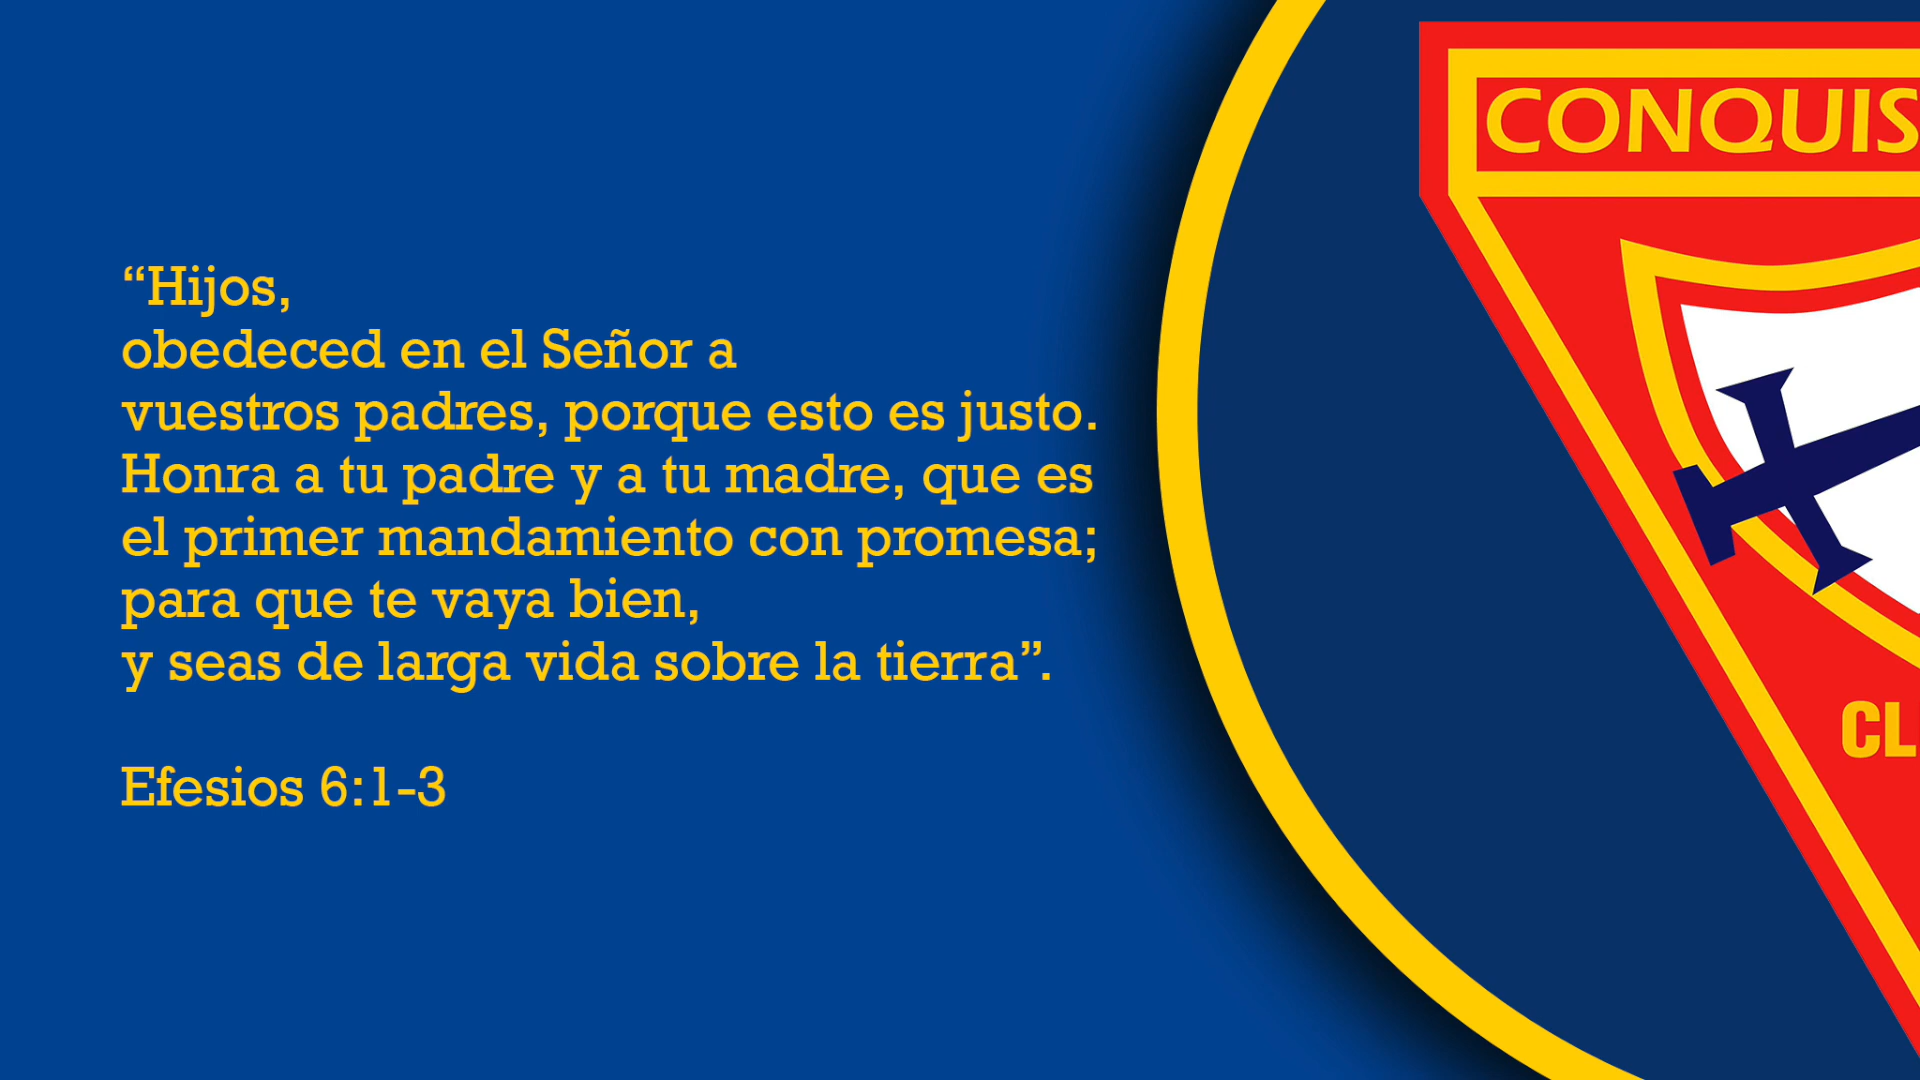 “Hijos,
obedeced en el Señor a
vuestros padres, porque esto es justo.
Honra a tu padre y a tu madre, que es
el primer mandamiento con promesa;
para que te vaya bien,
y seas de larga vida sobre la tierra”.
Efesios 6:1-3
CONQUIS
CL